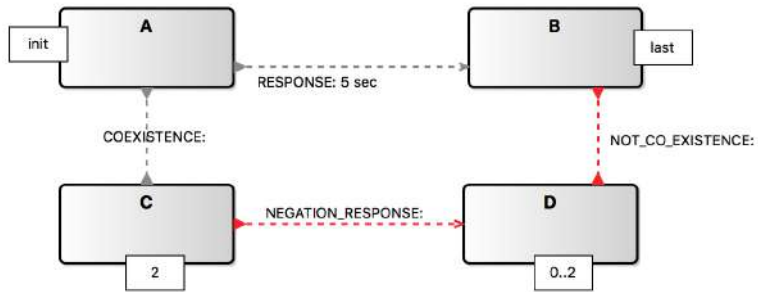 A
B
init
last
RESPONSE: 5 sec
COEXISTENCE:
NOT_CO_EXISTENCE:
C
NEGATION_RESPONSE:
D
2
0..2